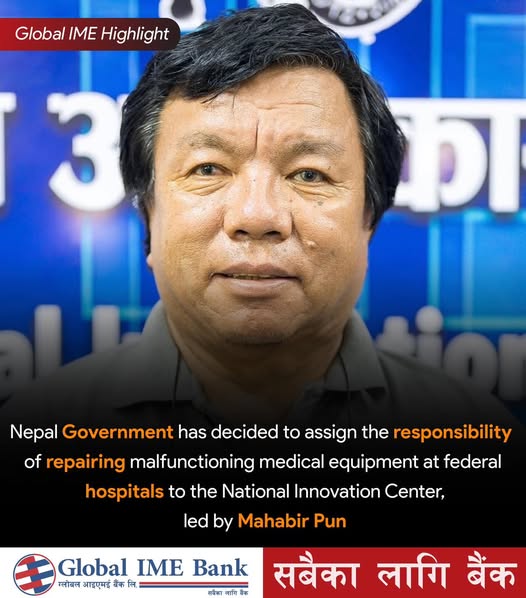 Global IME Highlight
Nepal Government has decided to assign the responsibility
of repairing malfunctioning medical equipment at federal
hospitals to the National Innovation Center,
led by Mahabir Pun
Global IME Bank
ग्लोबल आइएमई बैंक लि.
सबैका लागि बैंक
सबैका लागि बैंक